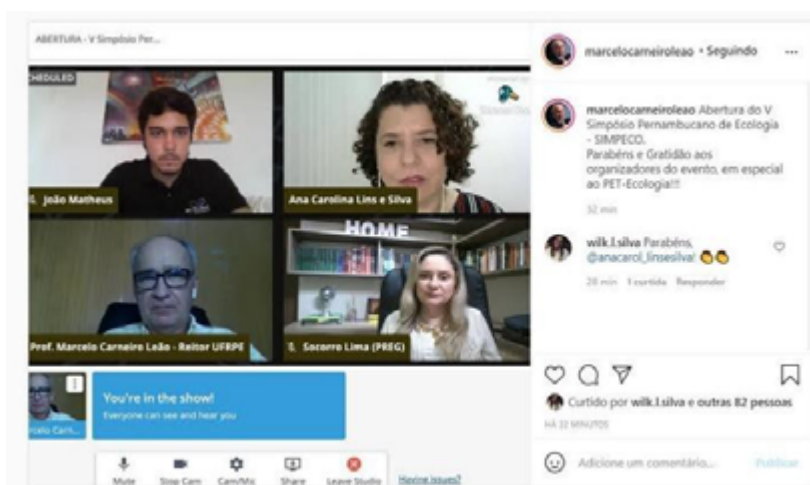 ABERTURA - V Simpósio Per...
SCHEDULED
João Matheus
Ana Carolina Lins e Silva
HOME
Prof. Marcelo Carneiro Leão - Reitor UFRPE
Socorro Lima (PREG)
You're in the show!
Everyone can see and hear you
Mute
Stop Cam
Cam/Mic
Share
Leave Studio
Having issues?
marcelocarneiroleao • Seguindo
marcelocarneiroleao Abertura do V
Simpósio Pernambucano de Ecologia
- SIMPECO.
Parabéns e Gratidão aos
organizadores do evento, em especial
ao PET-Ecologia!!!
32 min
wilk.l.silva Parabéns,
@anacarol_linsesilva! 👏👏
28 min 1 curtida Responder
Curtido por wilk.l.silva e outras 82 pessoas
HÁ 32 MINUTOS
Adicione um comentário... Publicar